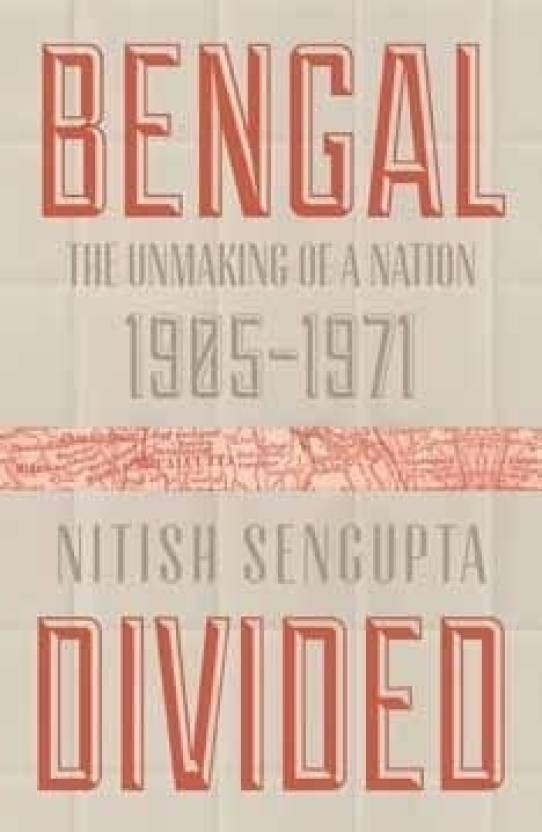 BENGAL
THE UNMAKING OF A NATION
1905-1971
NITISH SENGUPTA
DIVIDED